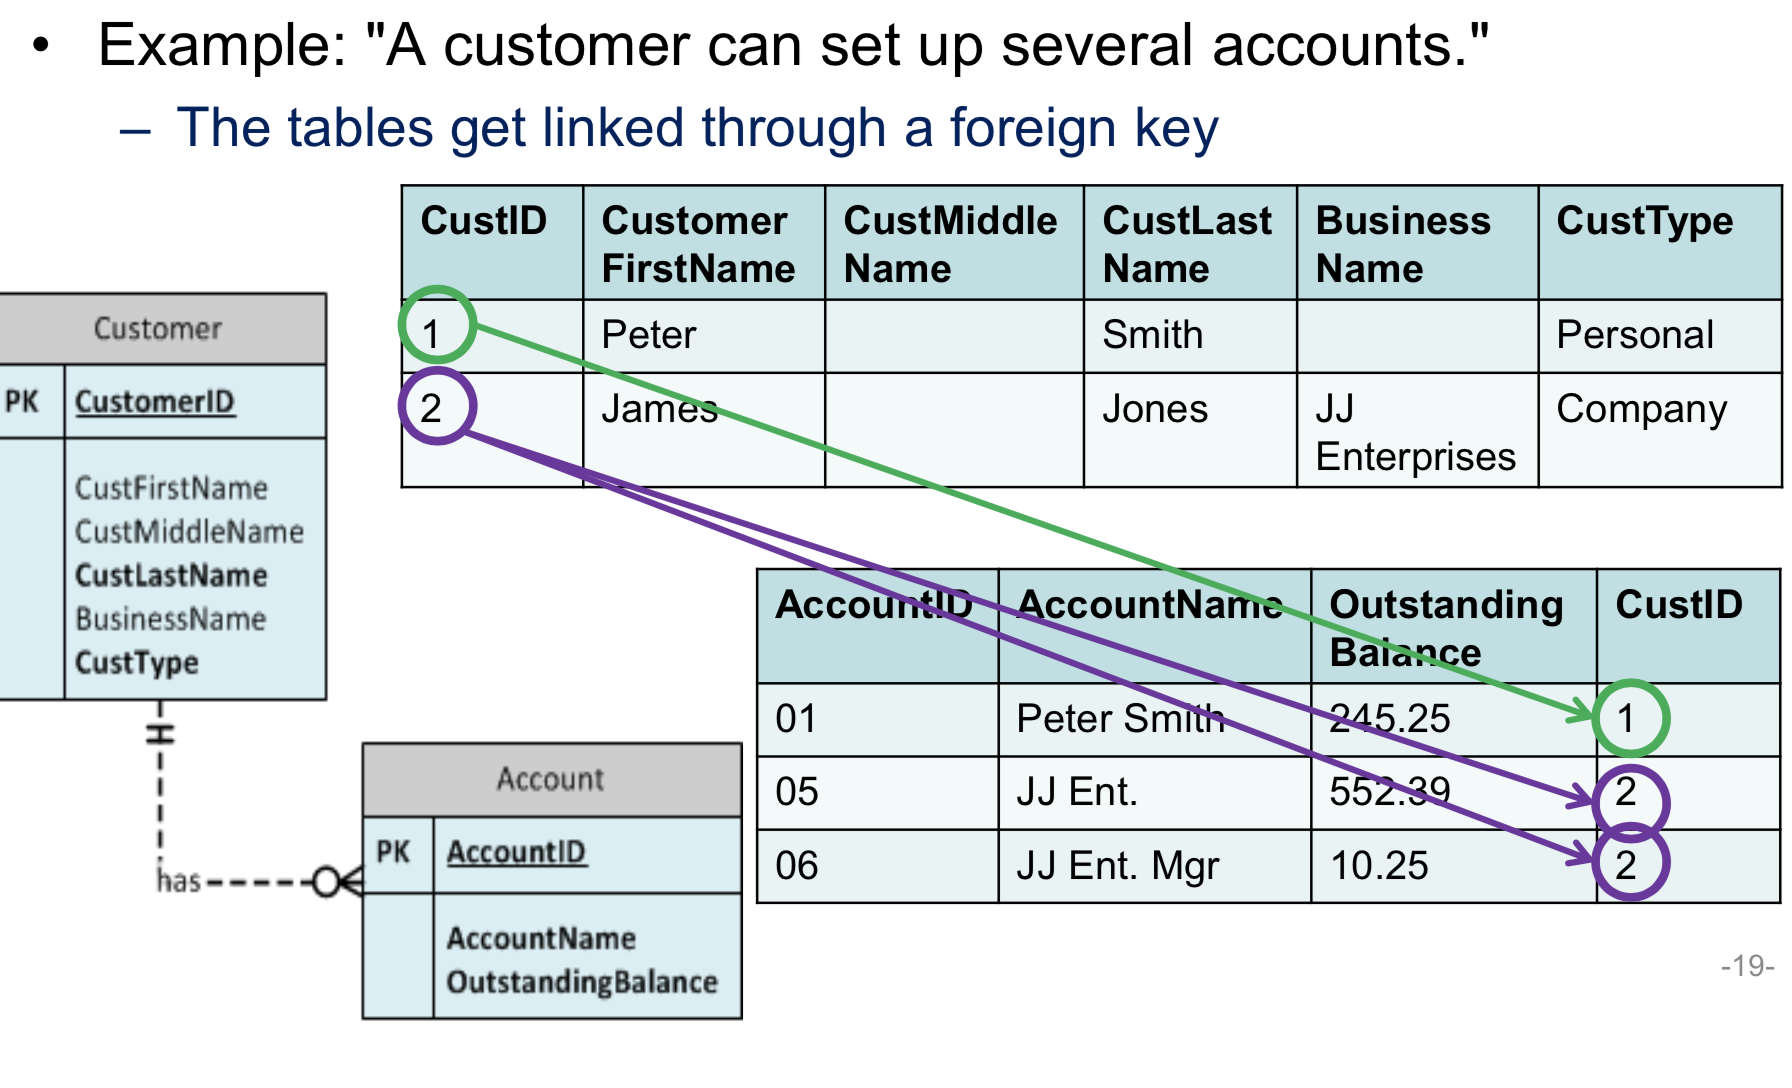 • Example: "A customer can set up several accounts."
– The tables get linked through a foreign key
CustID Customer FirstName CustMiddle Name CustLast Name Business Name CustType
1 Peter Smith Personal
2 James Jones JJ Enterprises Company
Customer
PK CustomerID
CustFirstName
CustMiddleName
CustLastName
BusinessName
CustType
has
Account
PK AccountID
AccountName
OutstandingBalance
AccountID AccountName Outstanding Balance CustID
01 Peter Smith 245.25 1
05 JJ Ent. 552.39 2
06 JJ Ent. Mgr 10.25 2
-19-